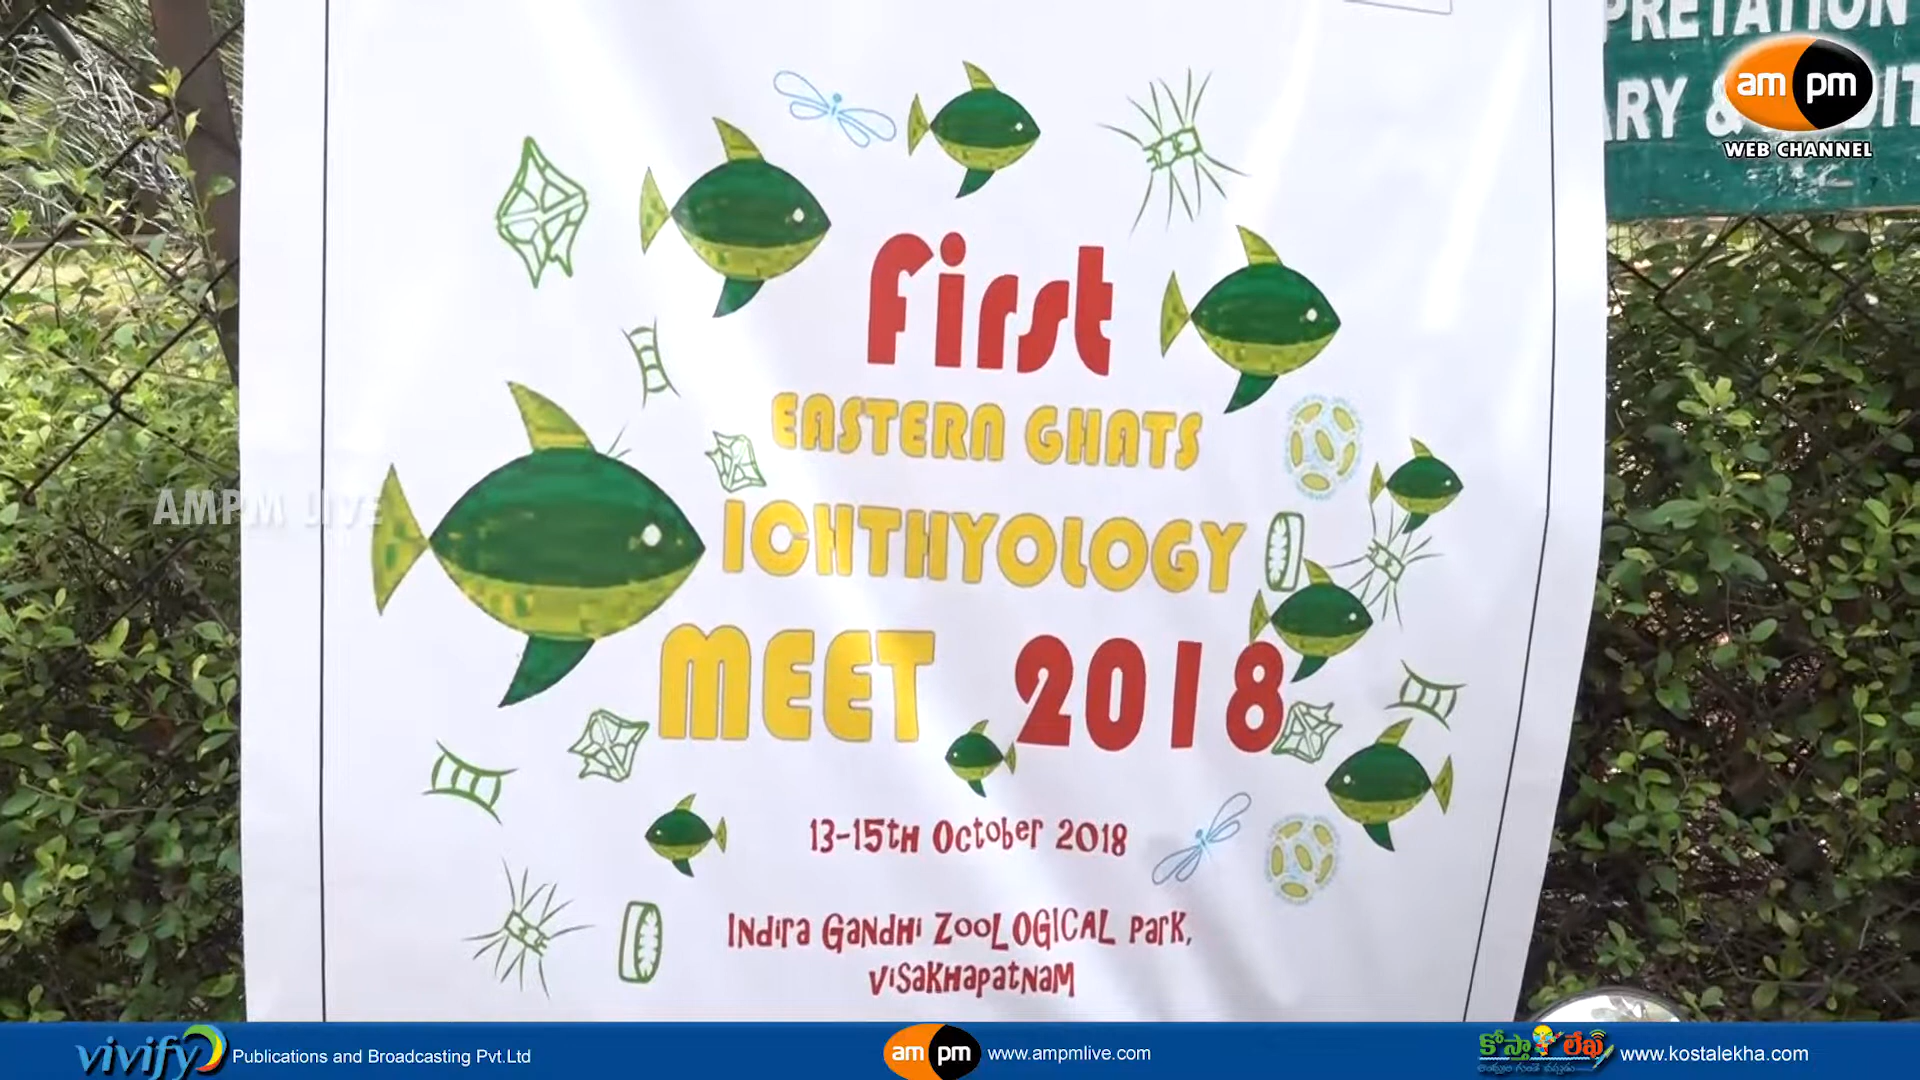 PRETATION
am pm
ARY &
WEB CHANNEL
First
EASTERN GHATS
ICHTHYOLOGY
MEET 2018
AMPM LIVE
13-15th October 2018
Indira Gandhi Zoological Park,
Visakhapatnam
vivify Publications and Broadcasting Pvt.Ltd
am pm www.ampmlive.com
కోస్తా లేఖ www.kostalekha.com